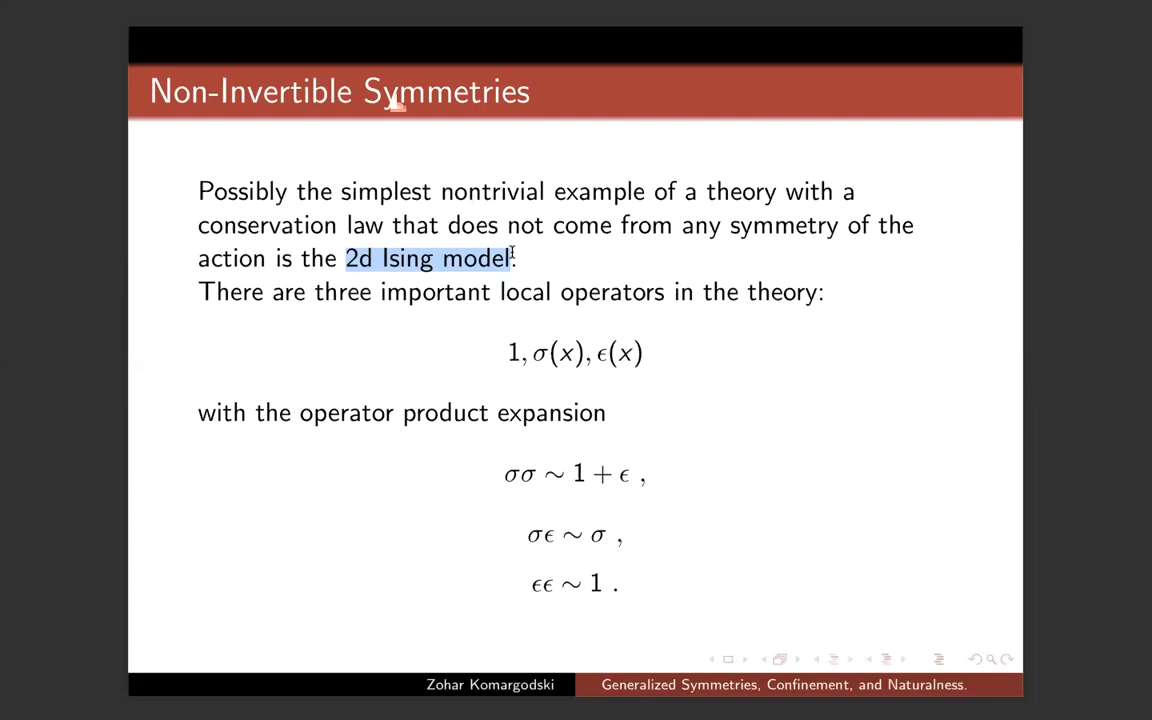 Non-Invertible Symmetries
Possibly the simplest nontrivial example of a theory with a
conservation law that does not come from any symmetry of the
action is the 2d Ising model.
There are three important local operators in the theory:
1, σ(x), ϵ(x)
with the operator product expansion
σσ ∼ 1 + ϵ ,
σϵ ∼ σ ,
ϵϵ ∼ 1 .
Zohar Komargodski
Generalized Symmetries, Confinement, and Naturalness.